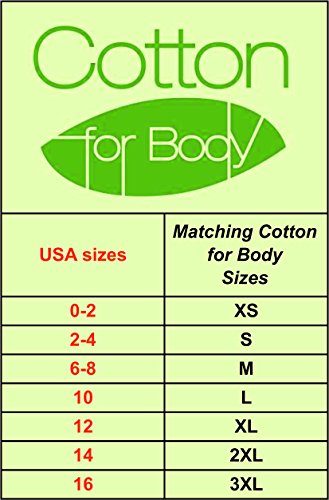 Cotton
for Body
USA sizes
Matching Cotton
for Body
Sizes
0-2 XS
2-4 S
6-8 M
10 L
12 XL
14 2XL
16 3XL